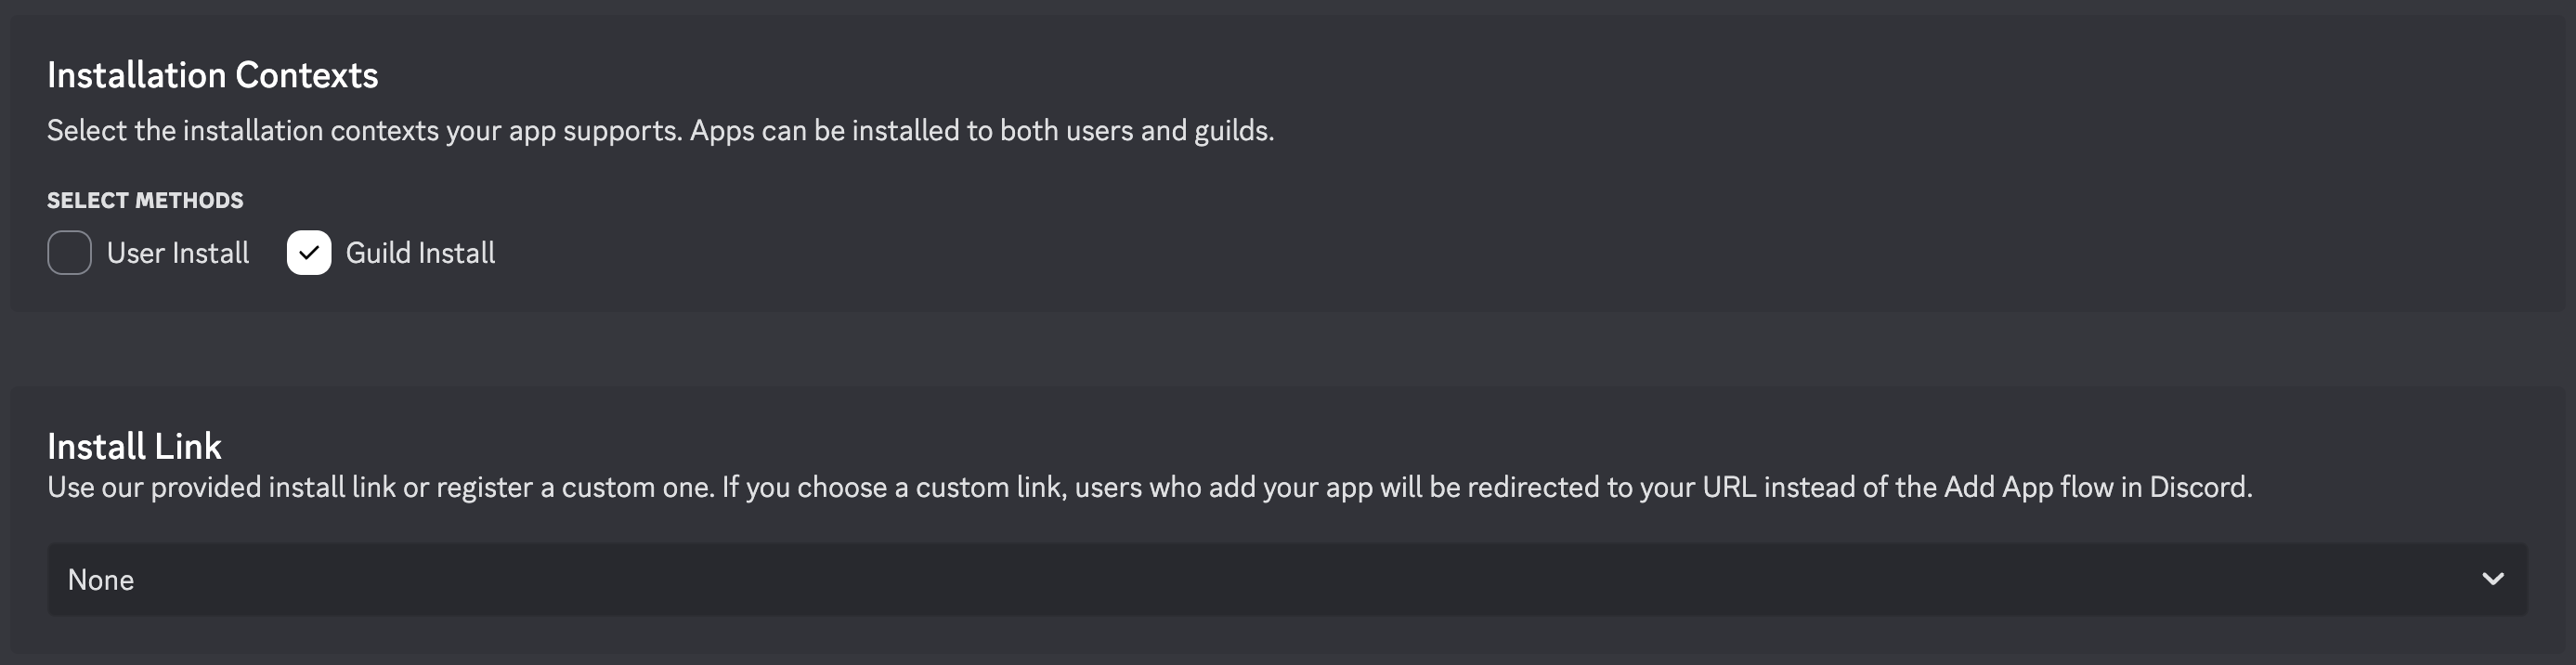 Installation Contexts
Select the installation contexts your app supports. Apps can be installed to both users and guilds.
SELECT METHODS
User Install Guild Install
Install Link
Use our provided install link or register a custom one. If you choose a custom link, users who add your app will be redirected to your URL instead of the Add App flow in Discord.
None